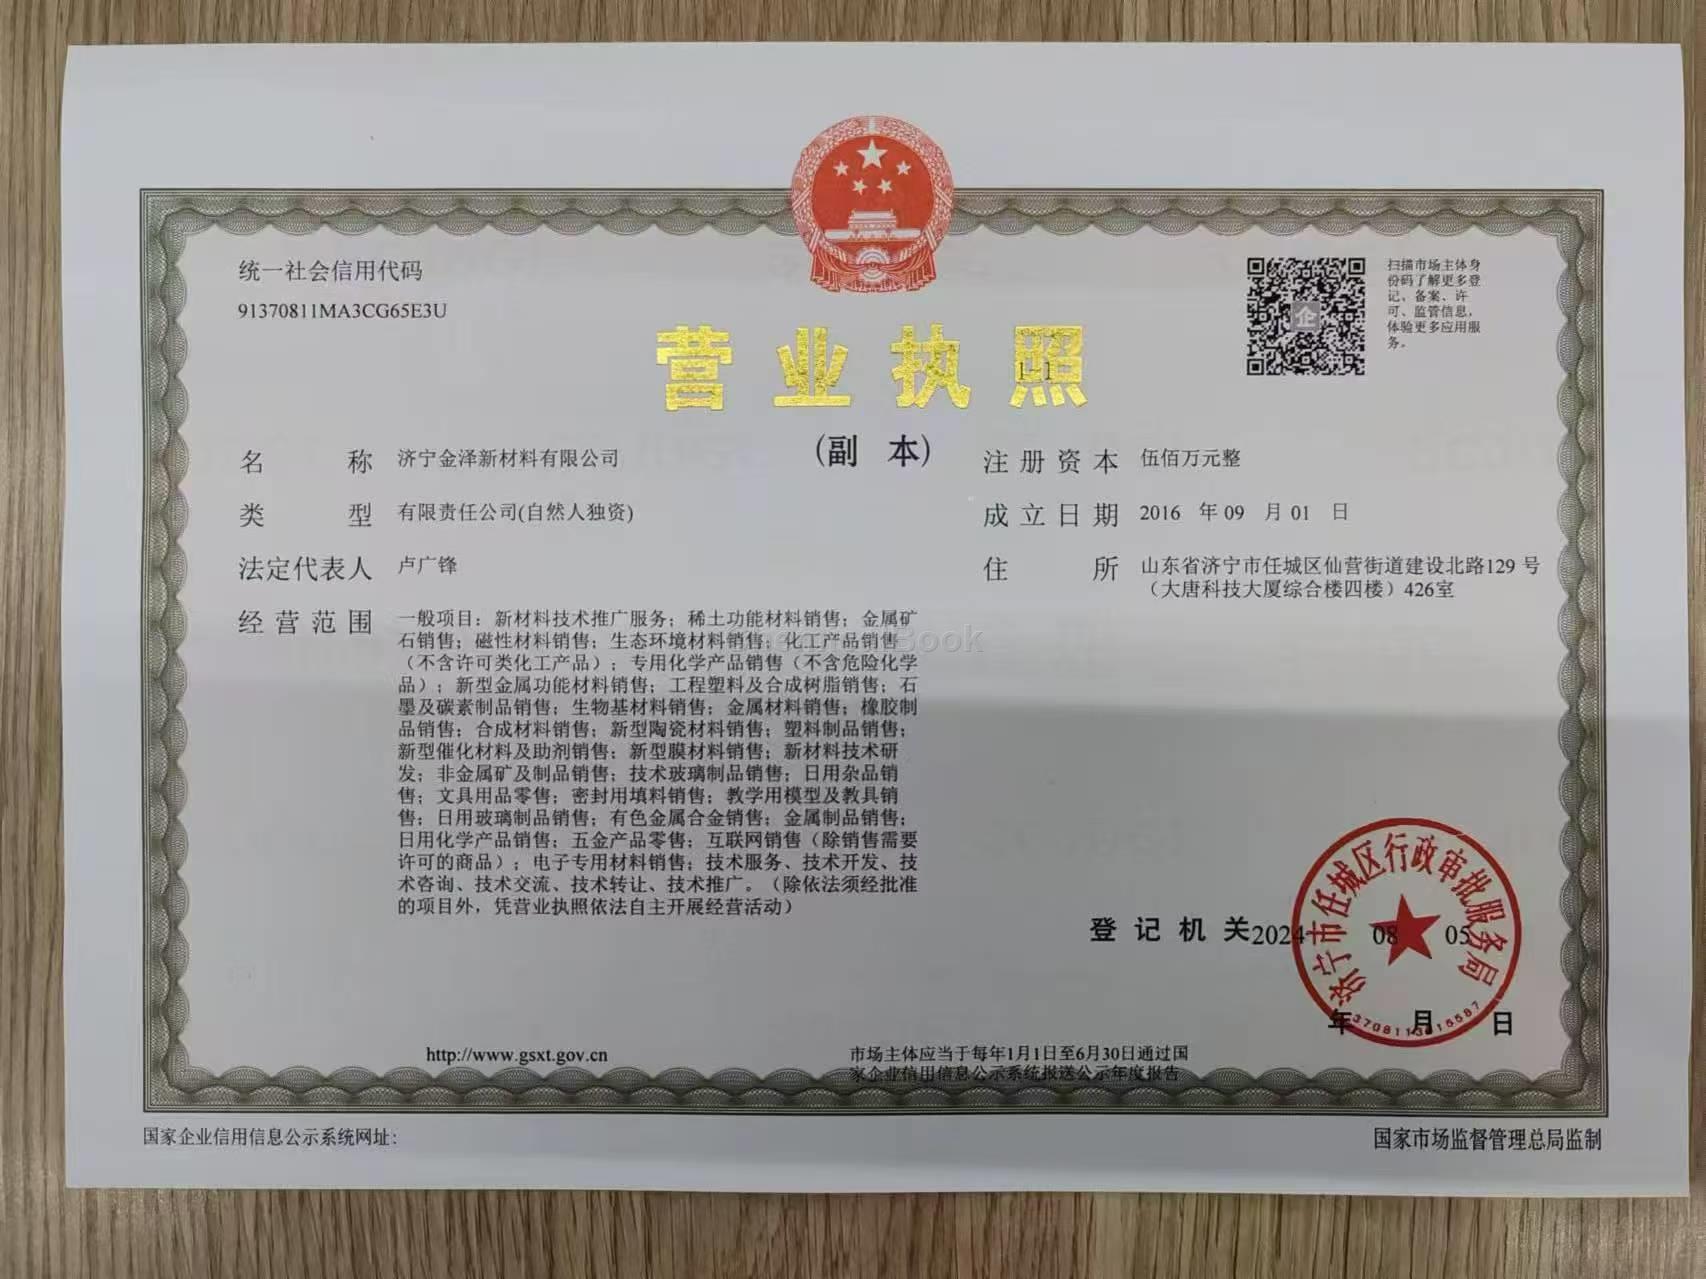 统一社会信用代码
91370811MA3CG65E3U
扫描市场主体身
份码了解更多登
记、备案、许
可、监管信息,
体验更多应用服
务。
企
营业执照
1-1
(副 本)
名 称 济宁金泽新材料有限公司
类 型 有限责任公司(自然人独资)
法定代表人 卢广锋
经营范围 一般项目：新材料技术推广服务；稀土功能材料销售；金属矿
石销售；磁性材料销售；生态环境材料销售；化工产品销售
（不含许可类化工产品）；专用化学产品销售（不含危险化学
品）；新型金属功能材料销售；工程塑料及合成树脂销售；石
墨及碳素制品销售；生物基材料销售；金属材料销售；橡胶制
品销售；合成材料销售；新型陶瓷材料销售；塑料制品销售；
新型催化材料及助剂销售；新型膜材料销售；新材料技术研
发；非金属矿及制品销售；技术玻璃制品销售；日用杂品销
售；文具用品零售；密封用填料销售；教学用模型及教具销
售；日用玻璃制品销售；有色金属合金销售；金属制品销售；
日用化学产品销售；五金产品零售；互联网销售（除销售需要
许可的商品）；电子专用材料销售；技术服务、技术开发、技
术咨询、技术交流、技术转让、技术推广。（除依法须经批准
的项目外，凭营业执照依法自主开展经营活动）
注册资本 伍佰万元整
成立日期 2016 年 09 月 01 日
住 所 山东省济宁市任城区仙营街道建设北路129 号
（大唐科技大厦综合楼四楼）426室
登记机关
2024 08 05
年 月 日
济宁市任城区行政审批服务局
http://www.gsxt.gov.cn
市场主体应当于每年1月1日至6月30日通过国
家企业信用信息公示系统报送公示年度报告
国家企业信用信息公示系统网址：
国家市场监督管理总局监制